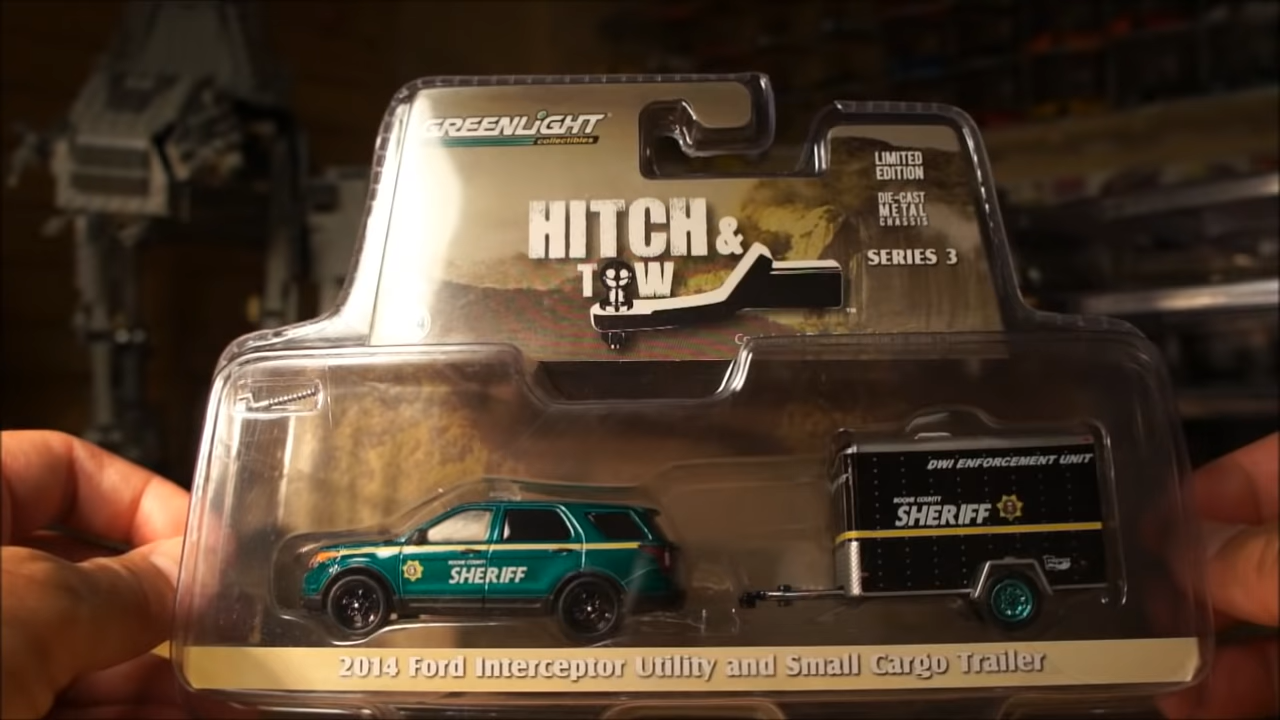 GREENLIGHT
collectibles
HITCH &
TOW
LIMITED
EDITION
DIE-CAST
METAL
CHASSIS
SERIES 3
DWI ENFORCEMENT UNIT
BOONE COUNTY
SHERIFF
BOONE COUNTY
SHERIFF
2014 Ford Interceptor Utility and Small Cargo Trailer